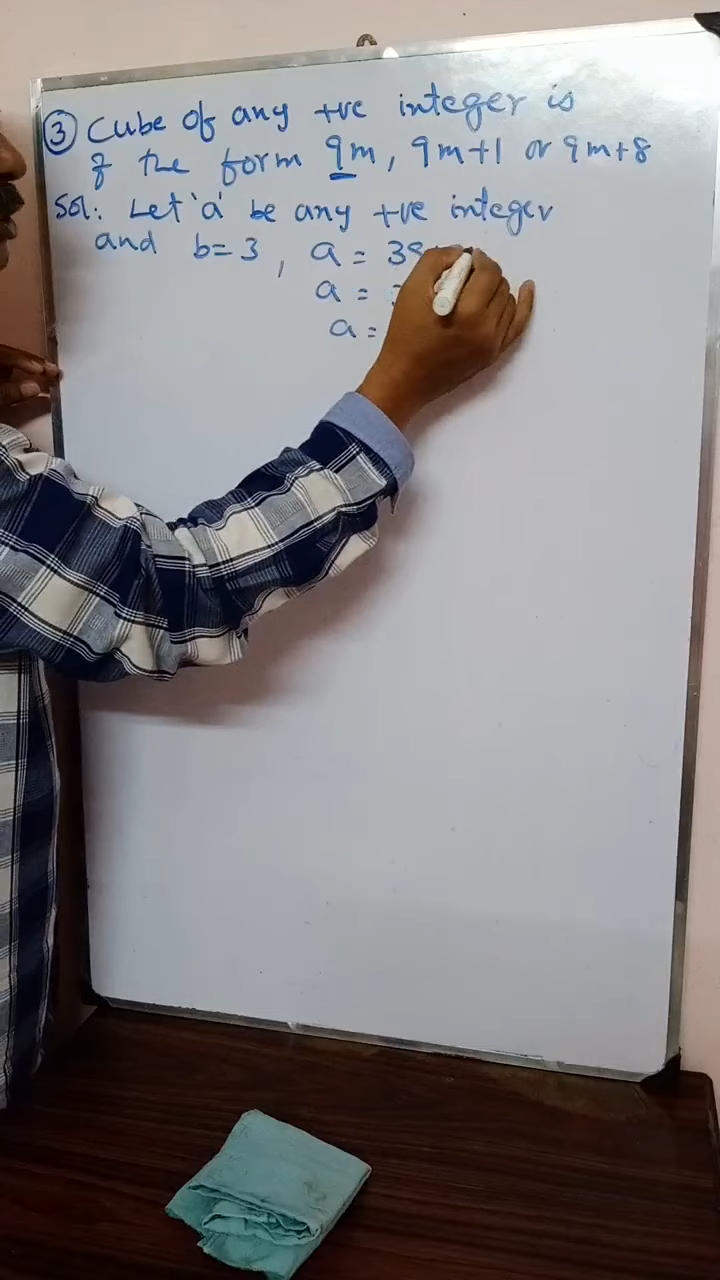 ③ Cube of any +ve integer is
of the form 9m, 9m+1 or 9m+8
Sol: Let 'a' be any +ve integer
and b=3, a = 3
a =
a =